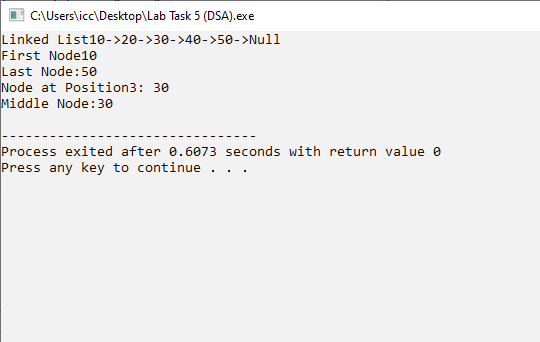 C:\Users\icc\Desktop\Lab Task 5 (DSA).exe
Linked List10->20->30->40->50->Null
First Node10
Last Node:50
Node at Position3: 30
Middle Node:30
--------------------------------
Process exited after 0.6073 seconds with return value 0
Press any key to continue . . .